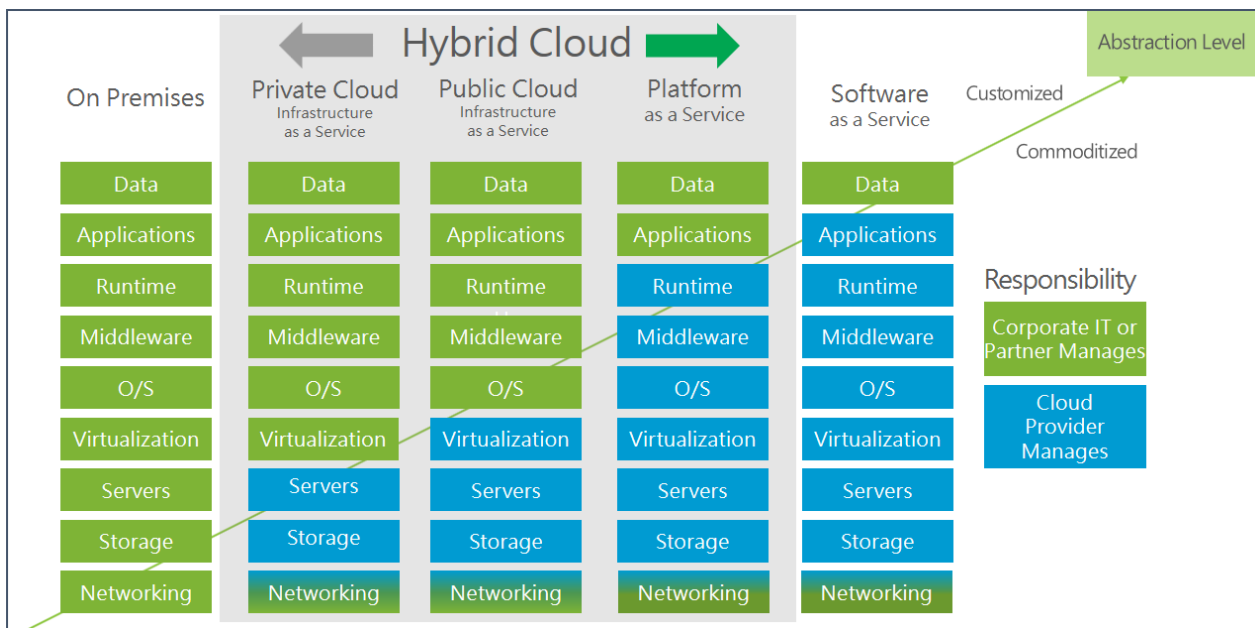 Hybrid Cloud
Abstraction Level
On Premises
Private Cloud
Infrastructure
as a Service
Public Cloud
Infrastructure
as a Service
Platform
as a Service
Software
as a Service
Customized
Commoditized
Data
Applications
Runtime
Middleware
O/S
Virtualization
Servers
Storage
Networking
Data
Applications
Runtime
Middleware
O/S
Virtualization
Servers
Storage
Networking
Data
Applications
Runtime
Middleware
O/S
Virtualization
Servers
Storage
Networking
Data
Applications
Runtime
Middleware
O/S
Virtualization
Servers
Storage
Networking
Data
Applications
Runtime
Middleware
O/S
Virtualization
Servers
Storage
Networking
Responsibility
Corporate IT or
Partner Manages
Cloud
Provider
Manages